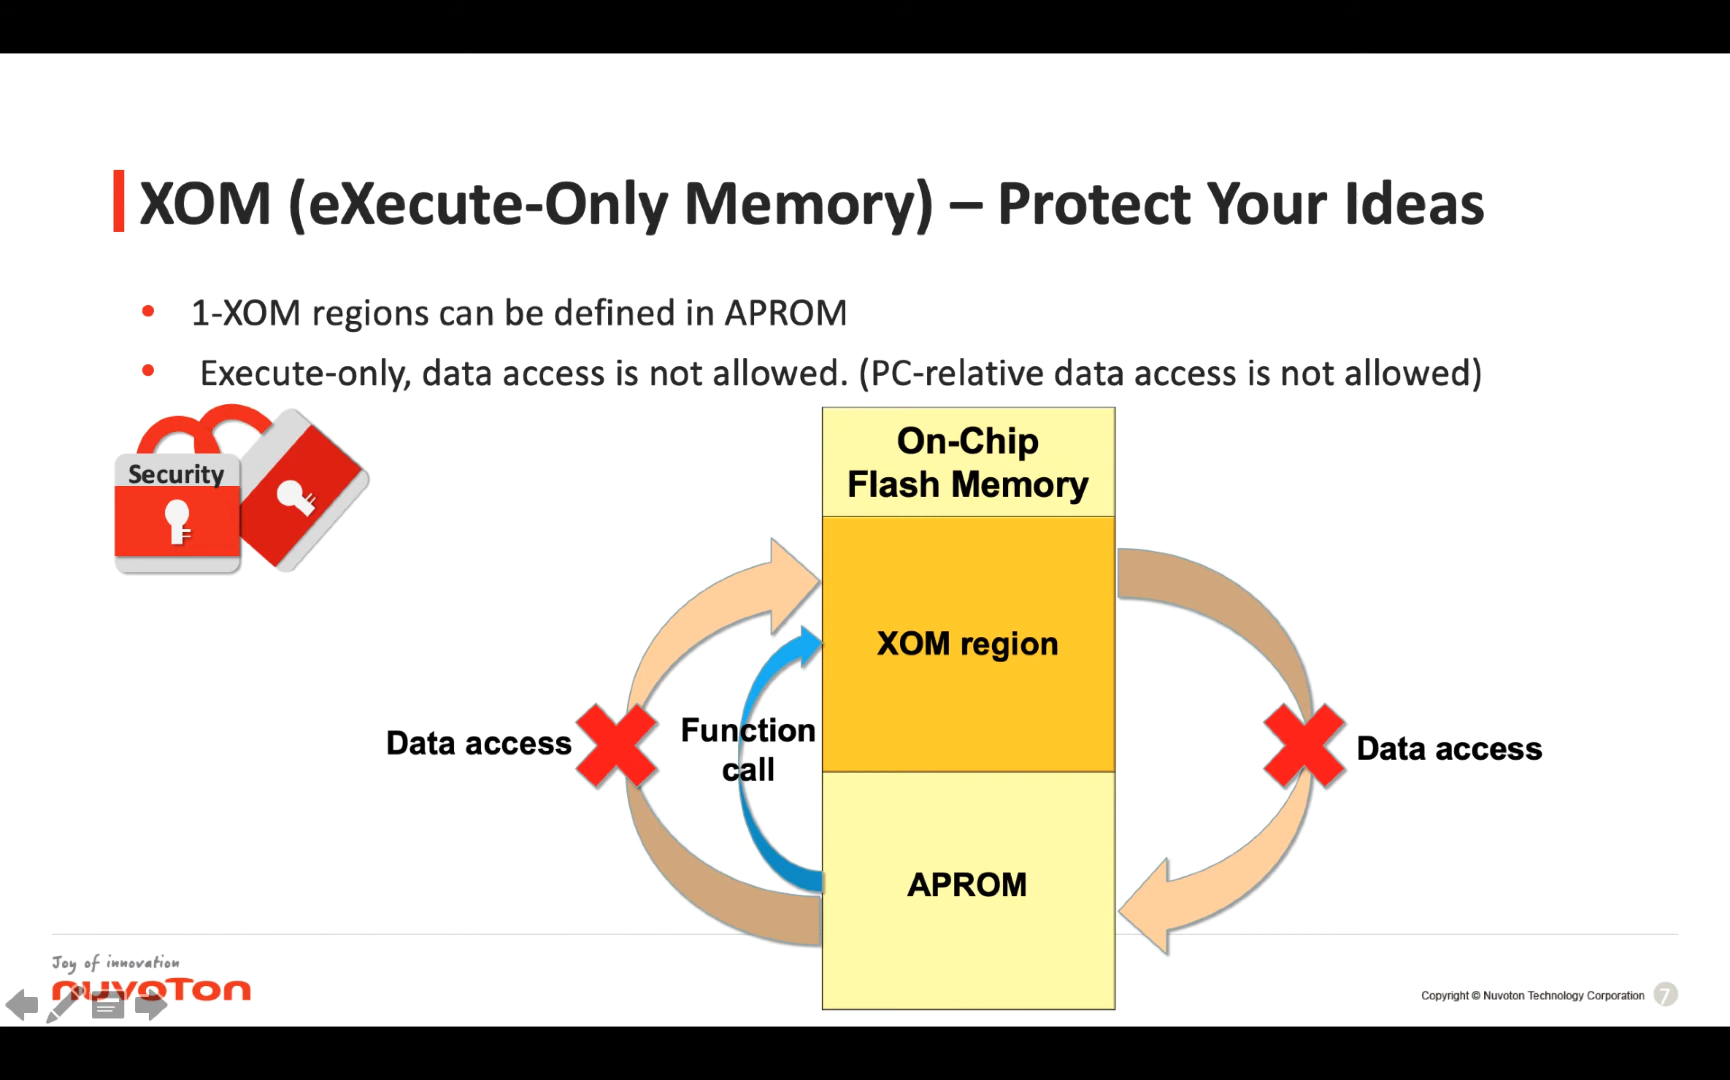 XOM (eXecute-Only Memory) – Protect Your Ideas
• 1-XOM regions can be defined in APROM
• Execute-only, data access is not allowed. (PC-relative data access is not allowed)
Security
On-Chip
Flash Memory
XOM region
Data access
Function
call
Data access
APROM
Joy of innovation
nuvoTon
Copyright © Nuvoton Technology Corporation
7